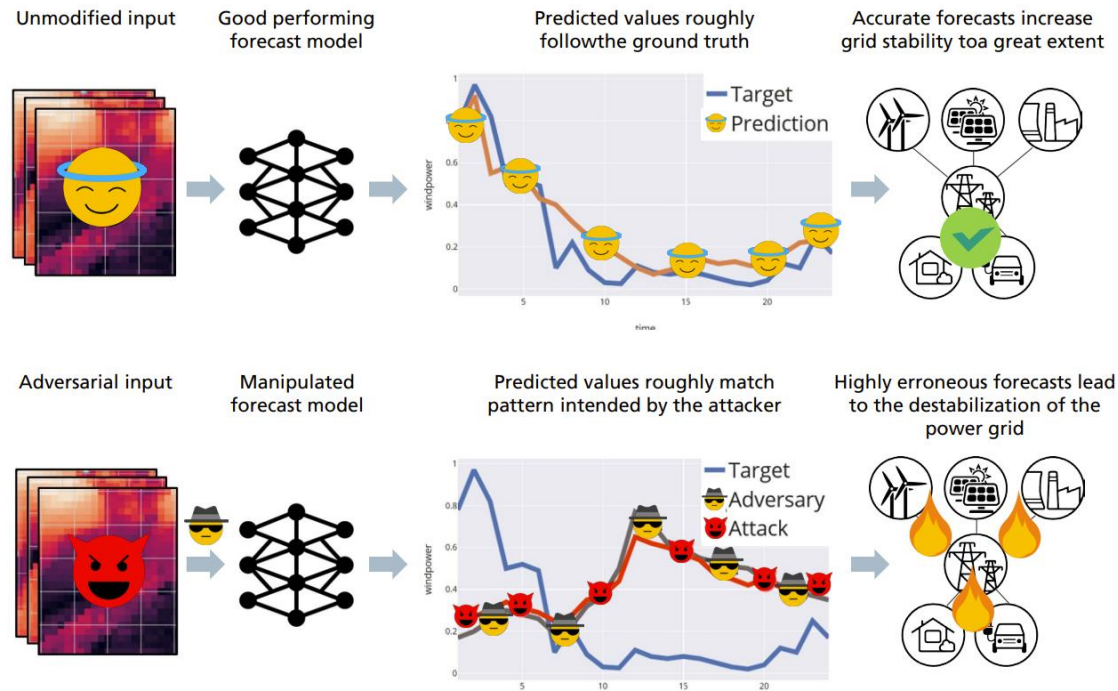 Unmodified input
Good performing
forecast model
Predicted values roughly
followthe ground truth
Accurate forecasts increase
grid stability toa great extent
1
0.6
0.4
0.2
0
windpower
Target
Prediction
5
10
15
20
time
Adversarial input
Manipulated
forecast model
Predicted values roughly match
pattern intended by the attacker
Highly erroneous forecasts lead
to the destabilization of the
power grid
1
0.8
0.6
0.4
0.2
0
windpower
Target
Adversary
Attack
5
10
15
20